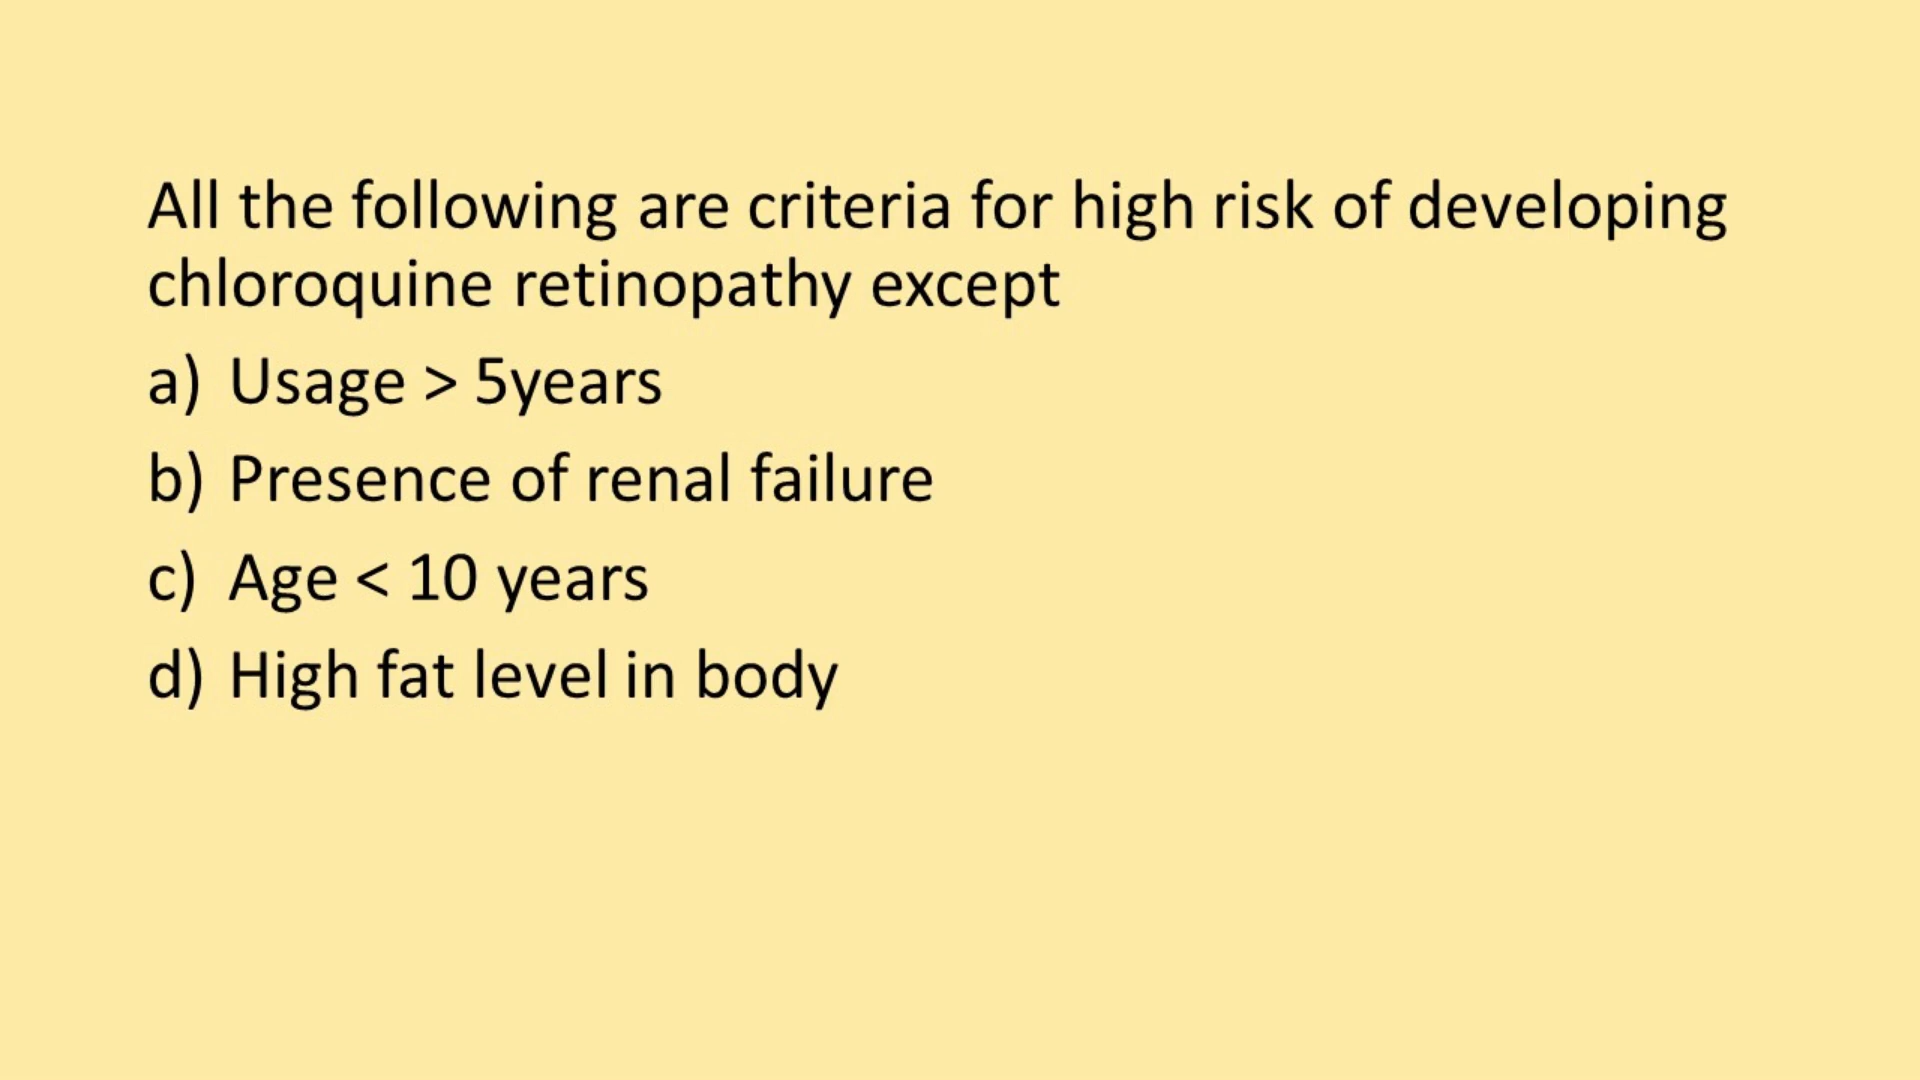 All the following are criteria for high risk of developing
chloroquine retinopathy except
a) Usage > 5years
b) Presence of renal failure
c) Age < 10 years
d) High fat level in body